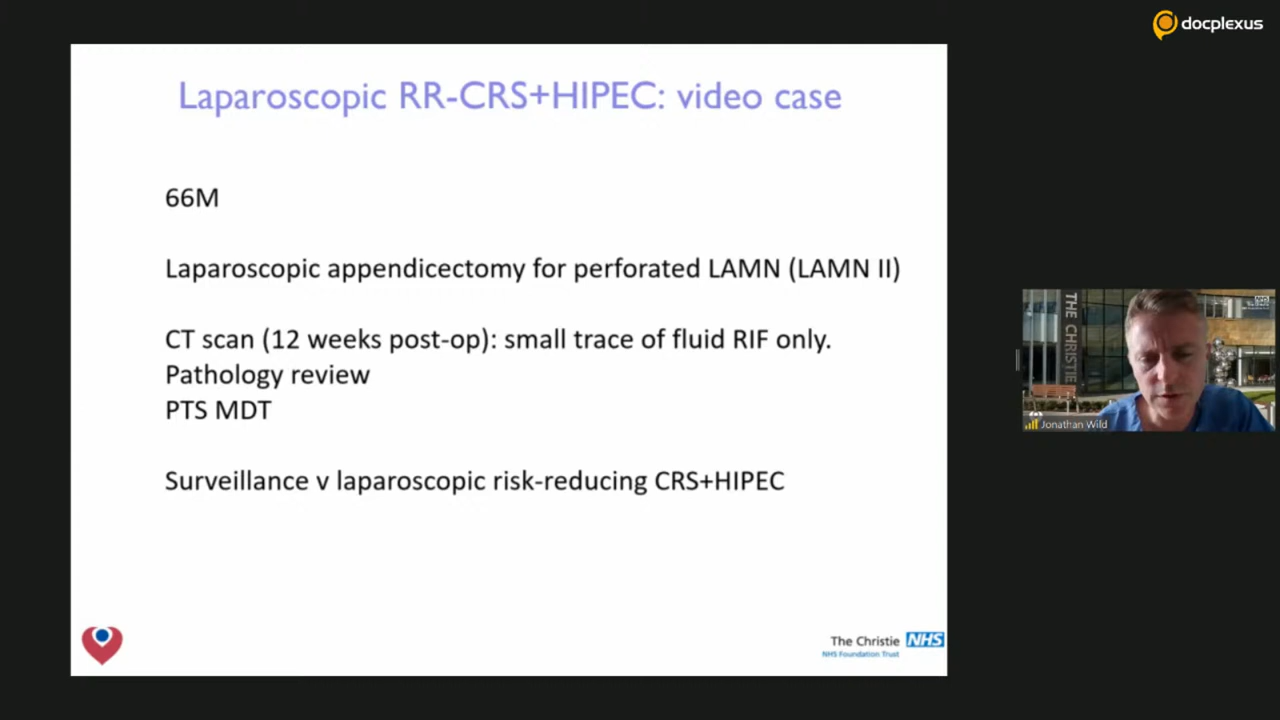 docplexus
Laparoscopic RR-CRS+HIPEC: video case
66M
Laparoscopic appendicectomy for perforated LAMN (LAMN II)
CT scan (12 weeks post-op): small trace of fluid RIF only.
Pathology review
PTS MDT
Surveillance v laparoscopic risk-reducing CRS+HIPEC
The Christie NHS
NHS Foundation Trust
THE CHRISTIE
NHS
Jonathan Wild